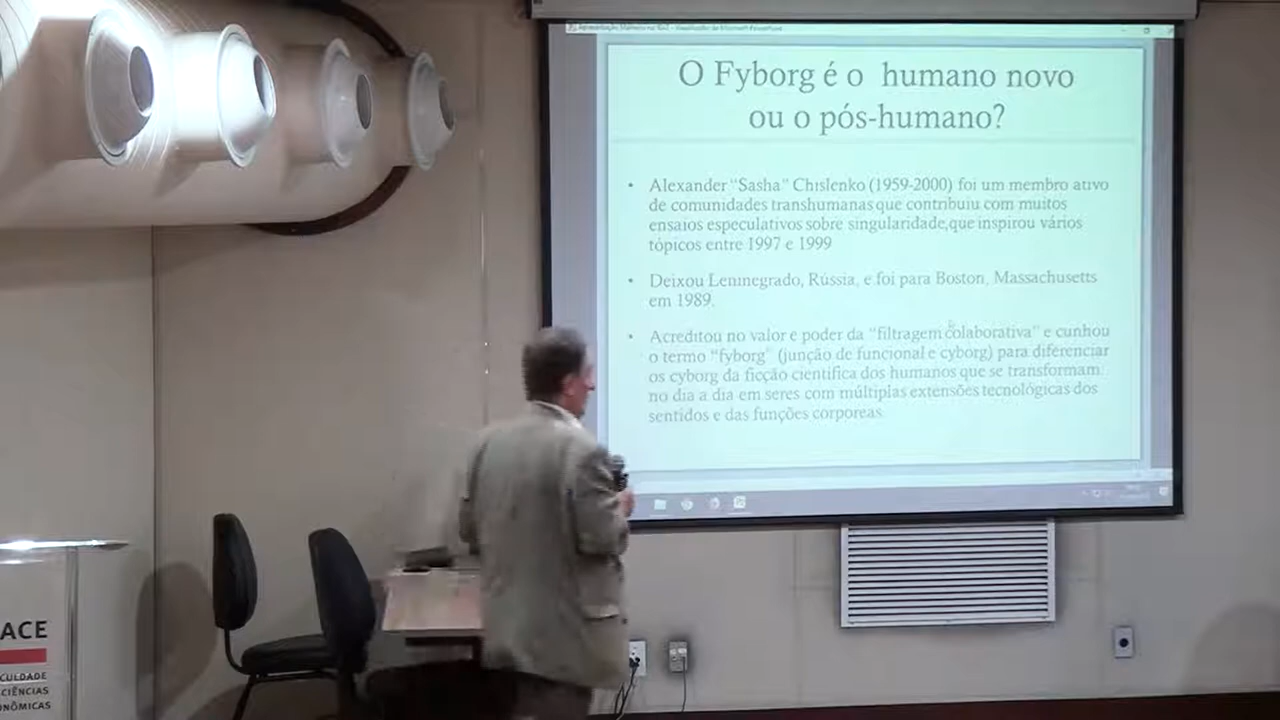 O Fyborg é o humano novo
ou o pós-humano?
• Alexander "Sasha" Chislenko (1959-2000) foi um membro ativo
de comunidades transhumanas que contribuiu com muitos
ensaios especulativos sobre singularidade,que inspirou vários
tópicos entre 1997 e 1999
• Deixou Leninegrado, Rússia, e foi para Boston, Massachusetts
em 1989.
• Acreditou no valor e poder da "filtragem colaborativa" e cunhou
o termo "fyborg" (junção de funcional e cyborg) para diferenciar
os cyborg da ficção cientifica dos humanos que se transformam
no dia a dia em seres com múltiplas extensões tecnológicas dos
sentidos e das funções corporeas.
ACE
CULDADE
CIÊNCIAS
ONÔMICAS